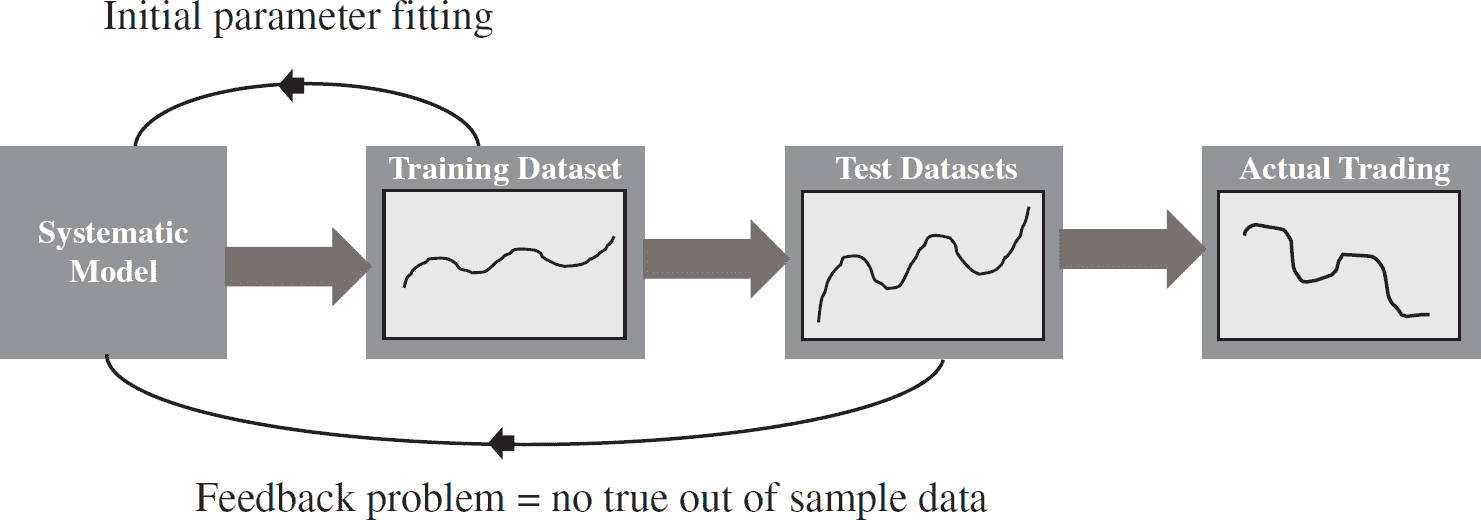 Initial parameter fitting
Systematic
Model
Training Dataset
Test Datasets
Actual Trading
Feedback problem = no true out of sample data